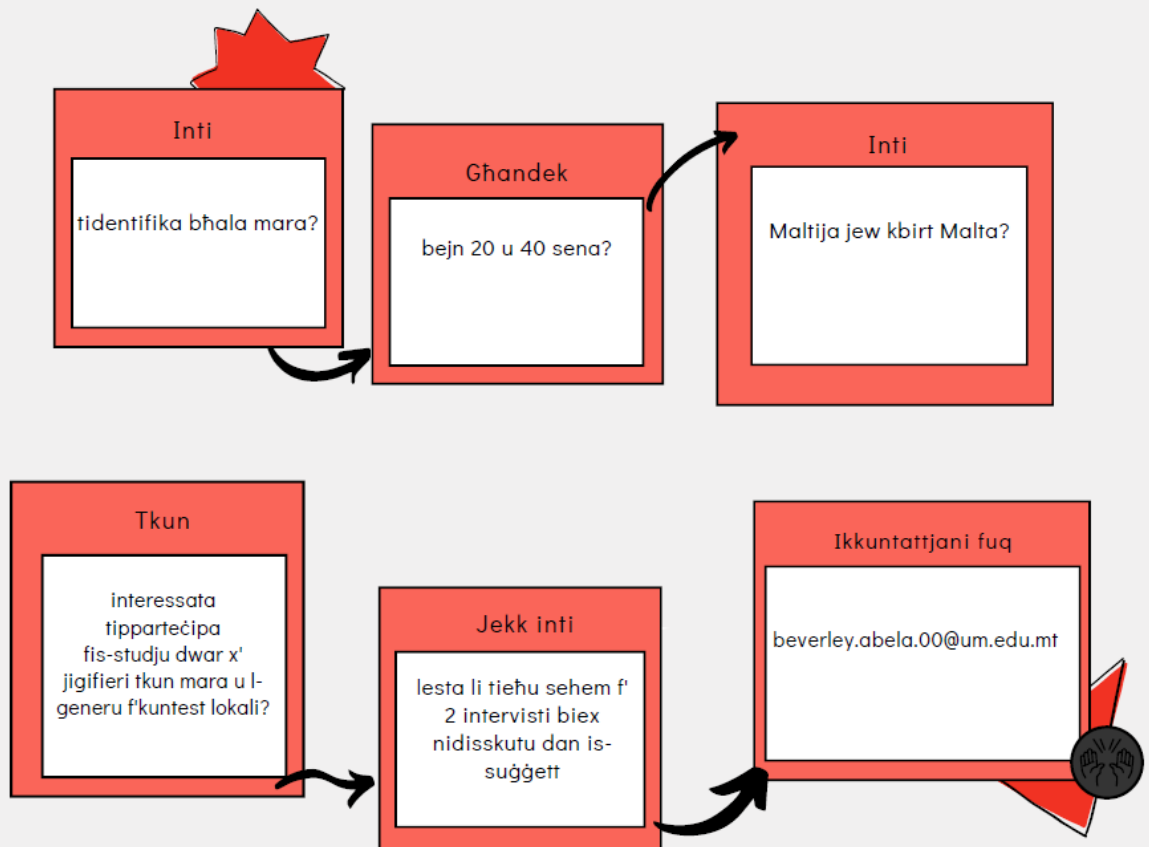 Inti
tidentifika bħala mara?
Għandek
bejn 20 u 40 sena?
Inti
Maltija jew kbirt Malta?
Tkun
interessata
tipparteċipa
fis-studju dwar x'
jigifieri tkun mara u l-
generu f'kuntest lokali?
Jekk inti
lesta li tieħu sehem f'
2 intervisti biex
nidisskutu dan is-
suġġett
Ikkuntattjani fuq
beverley.abela.00@um.edu.mt